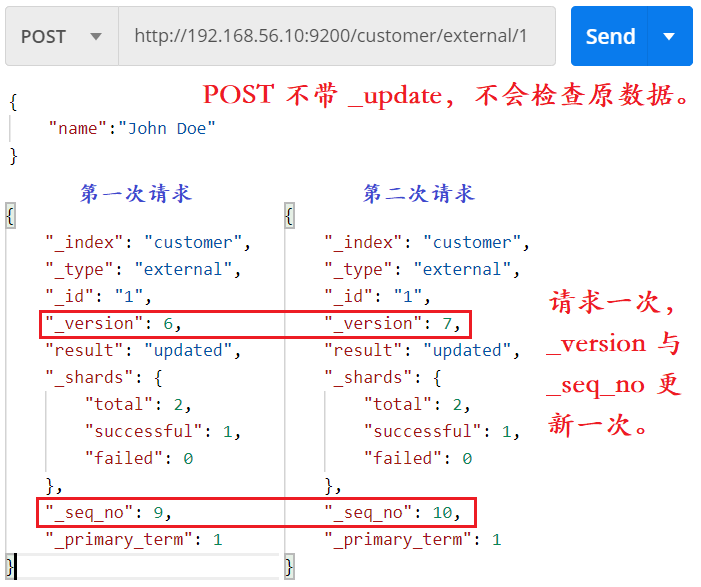 POST http://192.168.56.10:9200/customer/external/1 Send
POST 不带 _update，不会检查原数据。
{
"name":"John Doe"
}
第一次请求
{
"_index": "customer",
"_type": "external",
"_id": "1",
"_version": 6,
"result": "updated",
"_shards": {
"total": 2,
"successful": 1,
"failed": 0
},
"_seq_no": 9,
"_primary_term": 1
}
第二次请求
{
"_index": "customer",
"_type": "external",
"_id": "1",
"_version": 7,
"result": "updated",
"_shards": {
"total": 2,
"successful": 1,
"failed": 0
},
"_seq_no": 10,
"_primary_term": 1
}
请求一次，
_version 与
_seq_no 更
新一次。